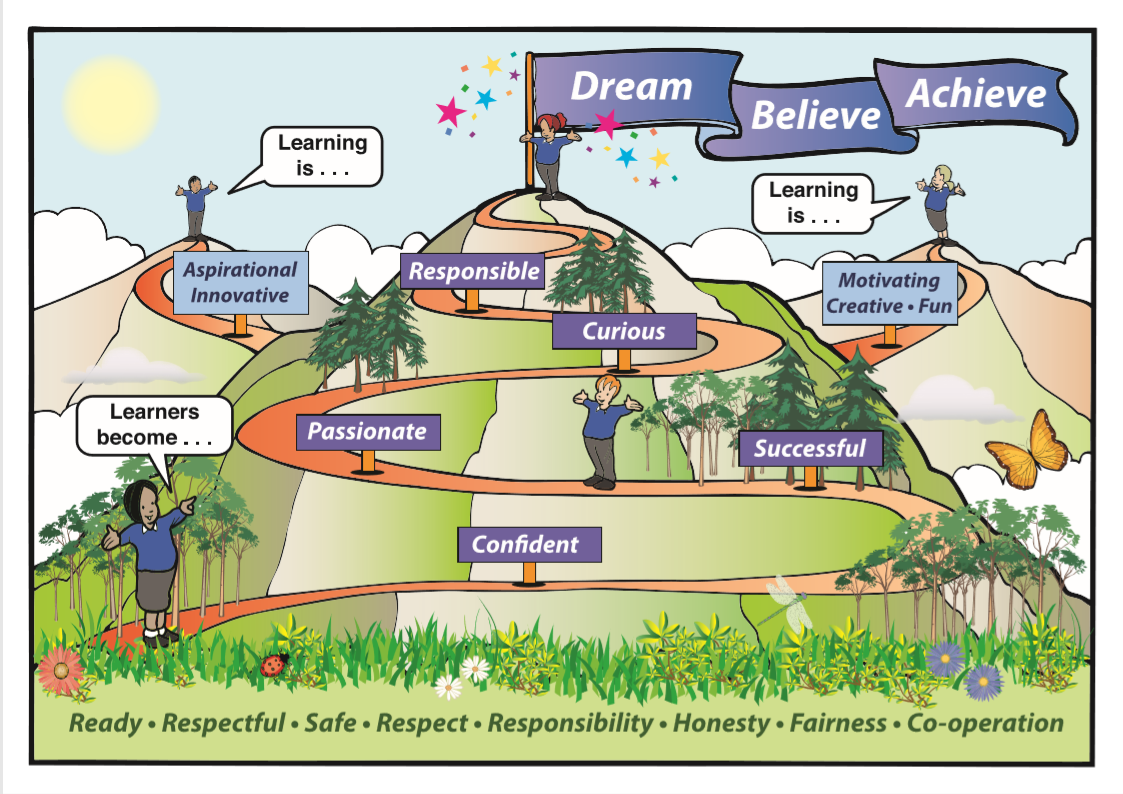 Dream
Believe
Achieve
Learning
is . . .
Learning
is . . .
Aspirational
Innovative
Responsible
Motivating
Creative • Fun
Curious
Learners
become . . .
Passionate
Successful
Confident
Ready • Respectful • Safe • Respect • Responsibility • Honesty • Fairness • Co-operation